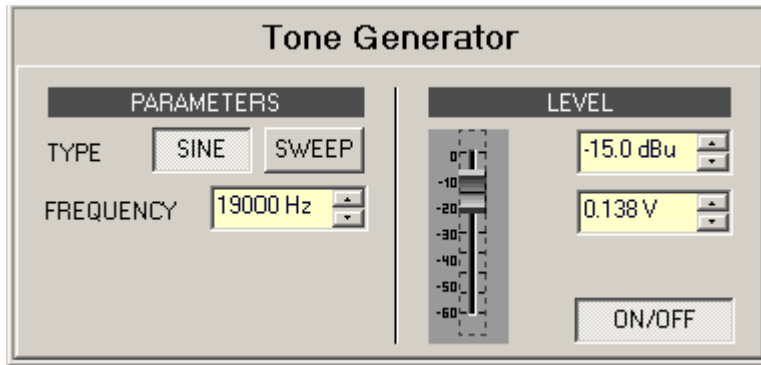 Tone Generator
PARAMETERS
TYPE SINE SWEEP
FREQUENCY 19000 Hz
LEVEL
0
-10
-20
-30
-40
-50
-60
-15.0 dBu
0.138 V
ON/OFF